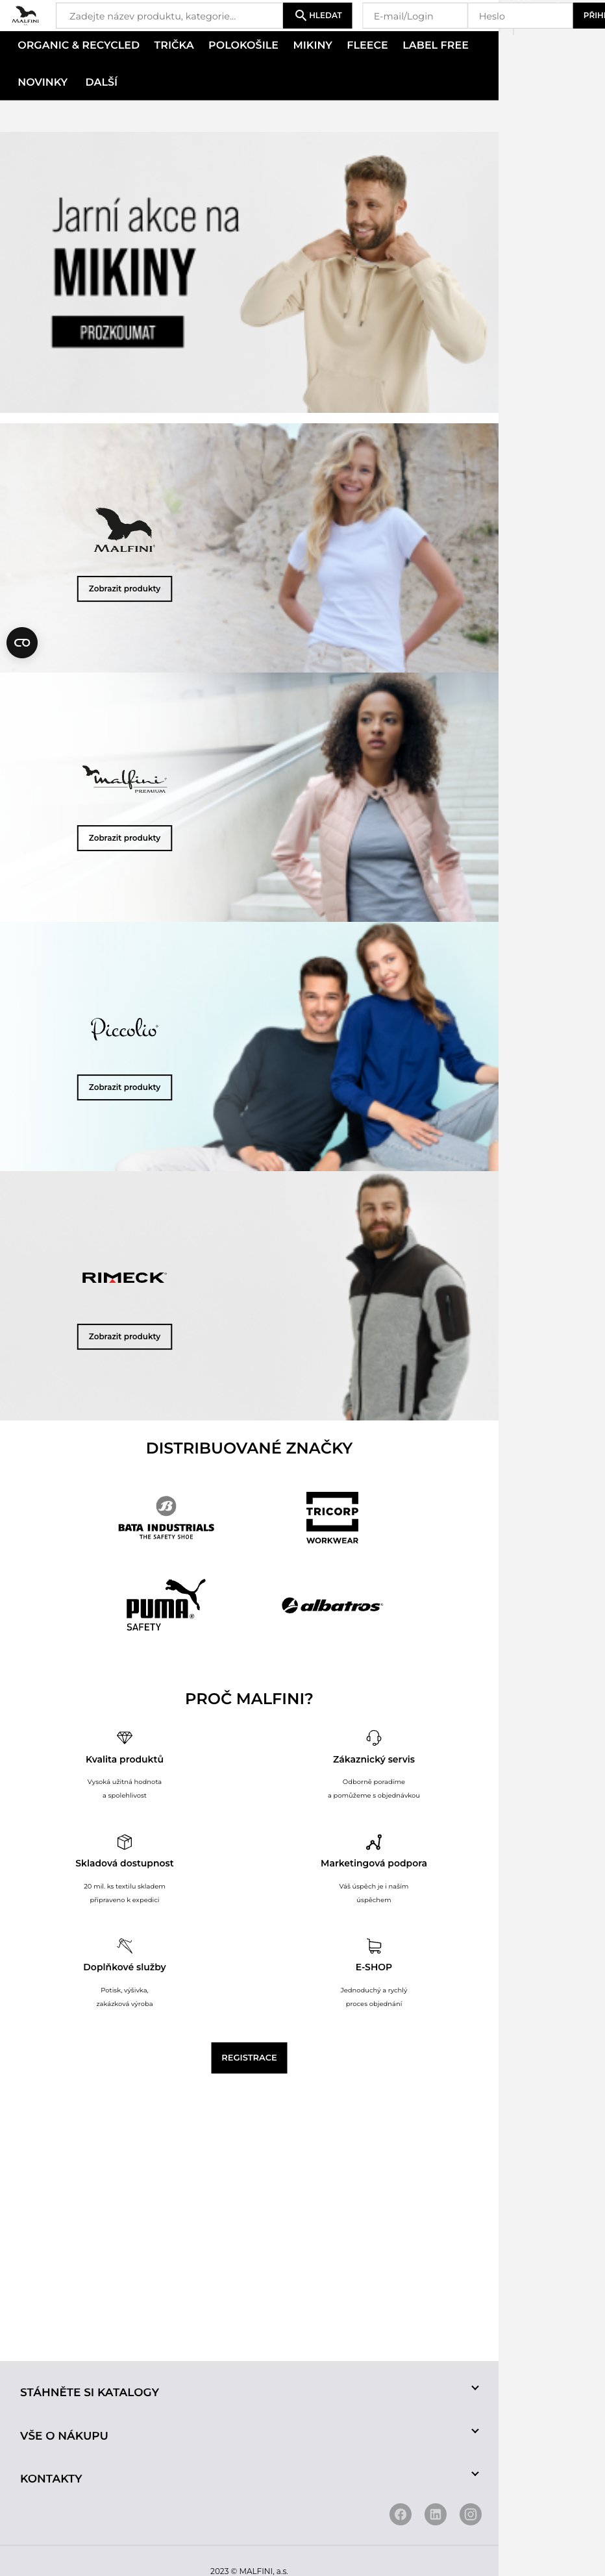 Zadejte název produktu, kategorie...
HLEDAT
E-mail/Login
Heslo
ORGANIC & RECYCLED TRIČKA POLOKOŠILE MIKINY FLEECE LABEL FREE
NOVINKY DALŠÍ
Jarní akce na
MIKINY
PROZKOUMAT
MALFINI
Zobrazit produkty
malfini
PREMIUM
Zobrazit produkty
Piccolio
Zobrazit produkty
RIMECK
Zobrazit produkty
DISTRIBUOVANÉ ZNAČKY
B
BATA INDUSTRIALS
THE SAFETY SHOE
TRICORP
WORKWEAR
PUMA
SAFETY
albatros
PROČ MALFINI?
Kvalita produktů
Vysoká užitná hodnota
a spolehlivost
Zákaznický servis
Odborně poradíme
a pomůžeme s objednávkou
Skladová dostupnost
20 mil. ks textilu skladem
připraveno k expedici
Marketingová podpora
Váš úspěch je i naším
úspěchem
Doplňkové služby
Potisk, výšivka,
zakázková výroba
E-SHOP
Jednoduchý a rychlý
proces objednání
REGISTRACE
STÁHNĚTE SI KATALOGY
VŠE O NÁKUPU
KONTAKTY
2023 © MALFINI, a.s.